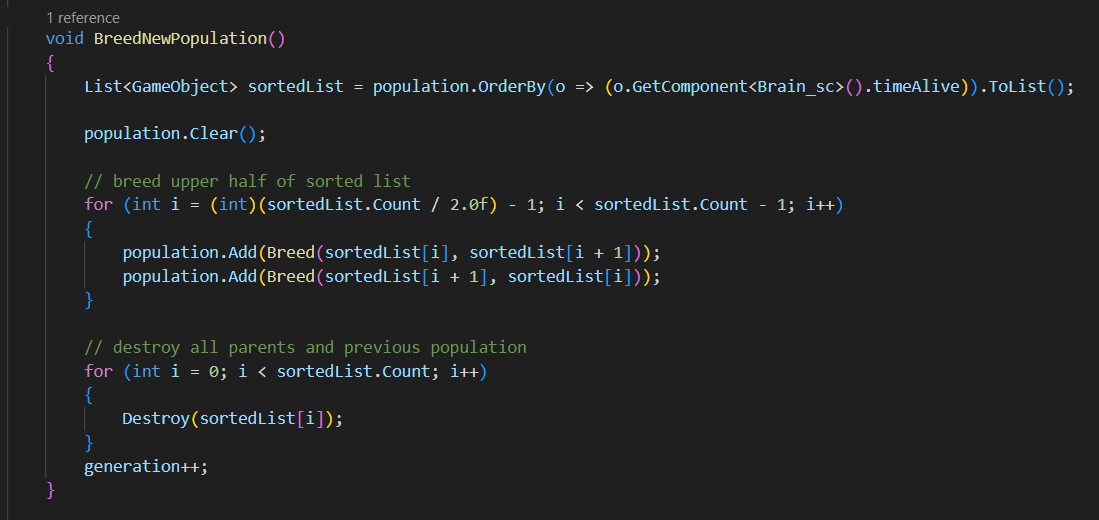 1 reference
void BreedNewPopulation()
{
List<GameObject> sortedList = population.OrderBy(o => (o.GetComponent<Brain_sc>().timeAlive)).ToList();
population.Clear();
// breed upper half of sorted list
for (int i = (int)(sortedList.Count / 2.0f) - 1; i < sortedList.Count - 1; i++)
{
population.Add(Breed(sortedList[i], sortedList[i + 1]));
population.Add(Breed(sortedList[i + 1], sortedList[i]));
}
// destroy all parents and previous population
for (int i = 0; i < sortedList.Count; i++)
{
Destroy(sortedList[i]);
}
generation++;
}